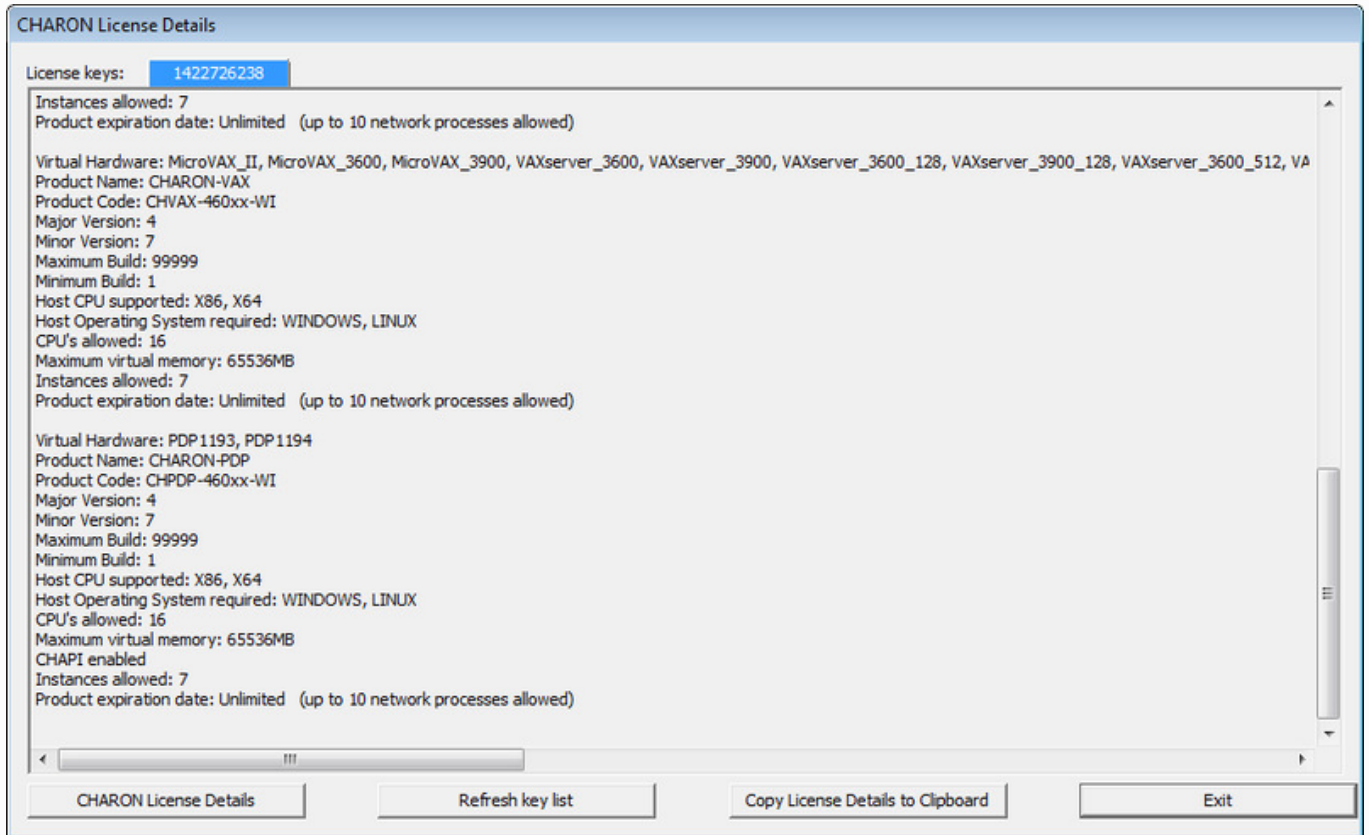 CHARON License Details
License keys: 1422726238
Instances allowed: 7
Product expiration date: Unlimited (up to 10 network processes allowed)
Virtual Hardware: MicroVAX_II, MicroVAX_3600, MicroVAX_3900, VAXserver_3600, VAXserver_3900, VAXserver_3600_128, VAXserver_3900_128, VAXserver_3600_512, VA
Product Name: CHARON-VAX
Product Code: CHVAX-460xx-WI
Major Version: 4
Minor Version: 7
Maximum Build: 99999
Minimum Build: 1
Host CPU supported: X86, X64
Host Operating System required: WINDOWS, LINUX
CPU's allowed: 16
Maximum virtual memory: 65536MB
Instances allowed: 7
Product expiration date: Unlimited (up to 10 network processes allowed)
Virtual Hardware: PDP1193, PDP1194
Product Name: CHARON-PDP
Product Code: CHPDP-460xx-WI
Major Version: 4
Minor Version: 7
Maximum Build: 99999
Minimum Build: 1
Host CPU supported: X86, X64
Host Operating System required: WINDOWS, LINUX
CPU's allowed: 16
Maximum virtual memory: 65536MB
CHAPI enabled
Instances allowed: 7
Product expiration date: Unlimited (up to 10 network processes allowed)
CHARON License Details Refresh key list Copy License Details to Clipboard Exit